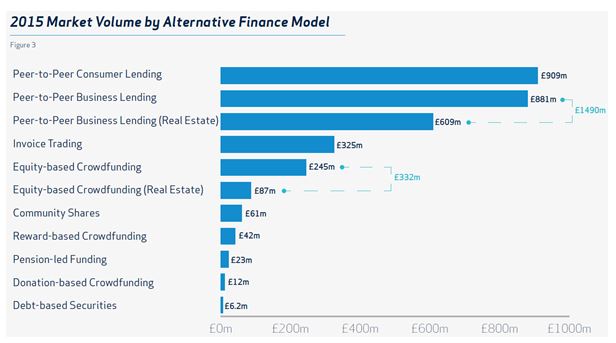 2015 Market Volume by Alternative Finance Model
Figure 3
Peer-to-Peer Consumer Lending £909m
Peer-to-Peer Business Lending £881m
£1490m
Peer-to-Peer Business Lending (Real Estate) £609m
Invoice Trading £325m
Equity-based Crowdfunding £245m
£332m
Equity-based Crowdfunding (Real Estate) £87m
Community Shares £61m
Reward-based Crowdfunding £42m
Pension-led Funding £23m
Donation-based Crowdfunding £12m
Debt-based Securities £6.2m
£0m £200m £400m £600m £800m £1000m